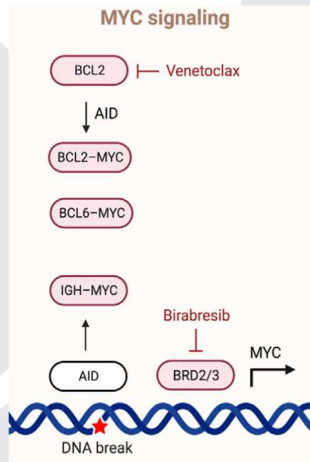 MYC signaling
BCL2
Venetoclax
AID
BCL2–MYC
BCL6–MYC
IGH–MYC
Birabresib
MYC
AID
BRD2/3
DNA break